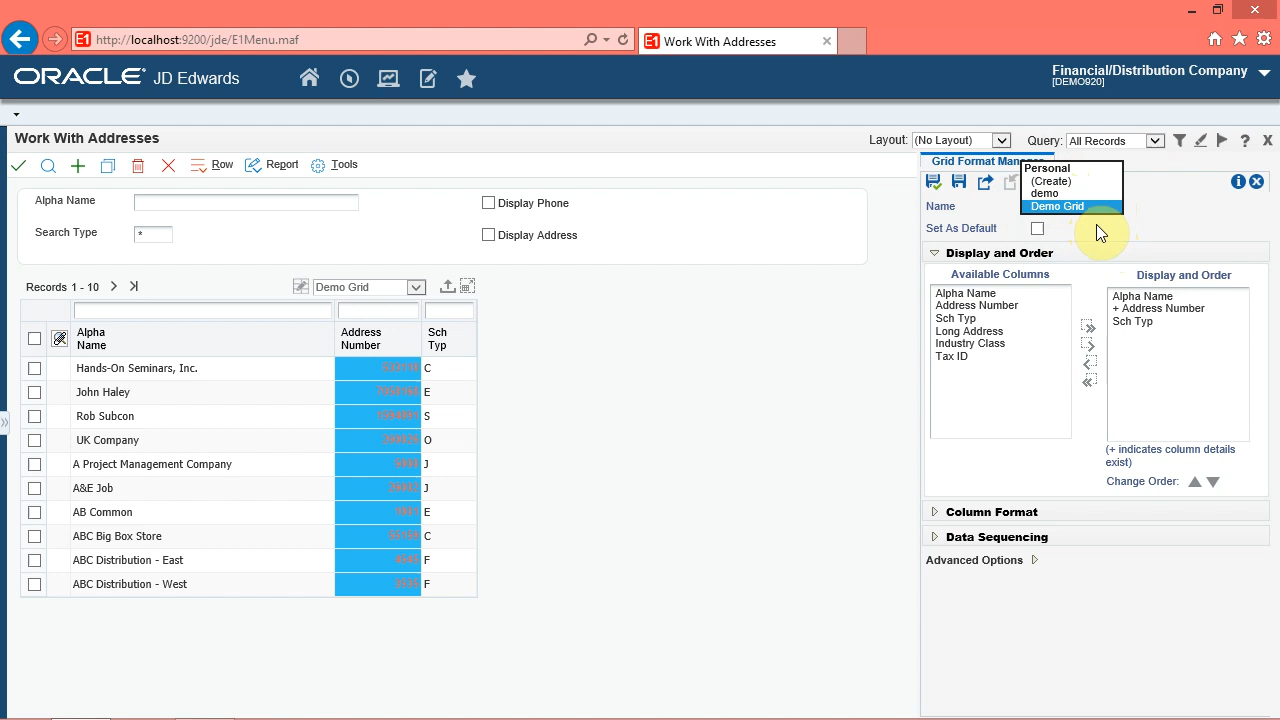 http://localhost:9200/jde/E1Menu.maf
E1 Work With Addresses
ORACLE JD Edwards
Financial/Distribution Company
[DEMO920]
Work With Addresses
Layout: (No Layout) Query: All Records
Row Report Tools
Grid Format Manager
Personal
(Create)
demo
Demo Grid
Alpha Name
Display Phone
Name
Search Type *
Display Address
Set As Default
Display and Order
Records 1 - 10
Demo Grid
Available Columns
Display and Order
Alpha Name
Address Number
Sch Typ
Long Address
Industry Class
Tax ID
Alpha Name
+ Address Number
Sch Typ
(+ indicates column details
exist)
Change Order:
Column Format
Data Sequencing
Advanced Options
Alpha Name
Address Number
Sch Typ
Hands-On Seminars, Inc. C
John Haley E
Rob Subcon S
UK Company O
A Project Management Company J
A&E Job J
AB Common E
ABC Big Box Store C
ABC Distribution - East F
ABC Distribution - West F